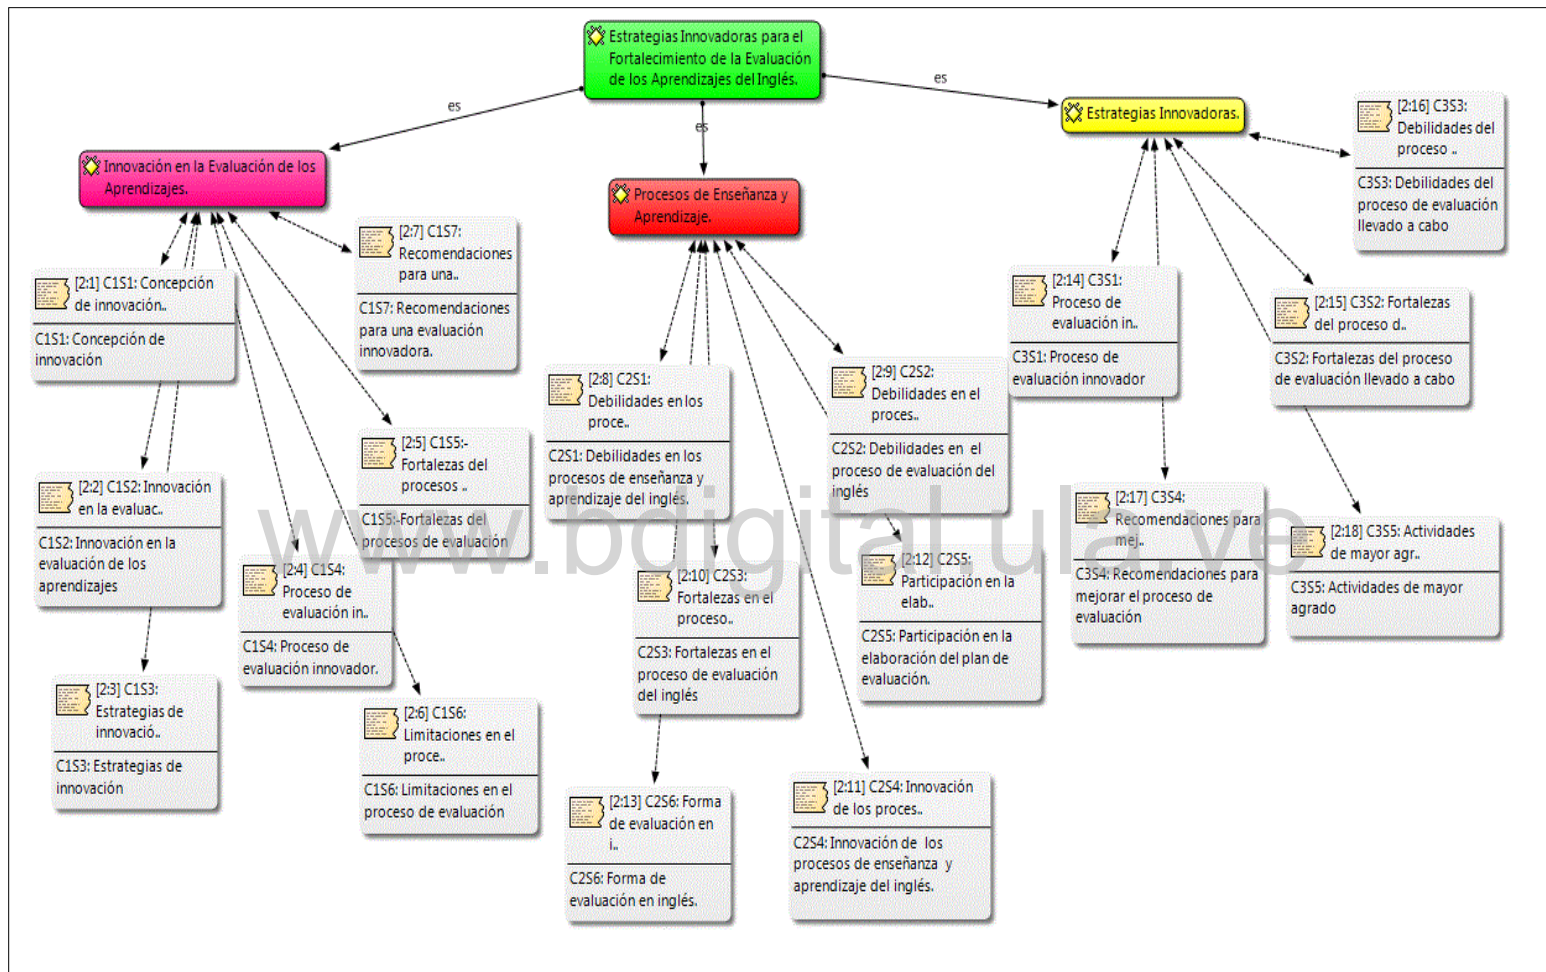 Estrategias Innovadoras para el
Fortalecimiento de la Evaluación
de los Aprendizajes del Inglés.
es
es
es
Innovación en la Evaluación de los
Aprendizajes.
Procesos de Enseñanza y
Aprendizaje.
Estrategias Innovadoras.
[2:1] C1S1: Concepción
de innovación..
C1S1: Concepción de
innovación
[2:7] C1S7:
Recomendaciones
para una..
C1S7: Recomendaciones
para una evaluación
innovadora.
[2:2] C1S2: Innovación
en la evaluac..
C1S2: Innovación en la
evaluación de los
aprendizajes
[2:5] C1S5:-
Fortalezas del
procesos ..
C1S5:-Fortalezas del
procesos de evaluación
[2:4] C1S4:
Proceso de
evaluación in..
C1S4: Proceso de
evaluación innovador.
[2:3] C1S3:
Estrategias de
innovació..
C1S3: Estrategias de
innovación
[2:6] C1S6:
Limitaciones en el
proce..
C1S6: Limitaciones en el
proceso de evaluación
[2:8] C2S1:
Debilidades en los
proce..
C2S1: Debilidades en los
procesos de enseñanza y
aprendizaje del inglés.
[2:9] C2S2:
Debilidades en el
proces..
C2S2: Debilidades en  el
proceso de evaluación del
inglés
[2:10] C2S3:
Fortalezas en el
proceso..
C2S3: Fortalezas en el
proceso de evaluación
del inglés
[2:12] C2S5:
Participación en la
elab..
C2S5: Participación en la
elaboración del plan de
evaluación.
[2:13] C2S6: Forma
de evaluación en
i..
C2S6: Forma de
evaluación en inglés.
[2:11] C2S4: Innovación
de los proces..
C2S4: Innovación de  los
procesos de enseñanza  y
aprendizaje del inglés.
[2:16] C3S3:
Debilidades del
proceso ..
C3S3: Debilidades del
proceso de evaluación
llevado a cabo
[2:14] C3S1:
Proceso de
evaluación in..
C3S1: Proceso de
evaluación innovador
[2:15] C3S2: Fortalezas
del proceso d..
C3S2: Fortalezas del proceso
de evaluación llevado a cabo
[2:17] C3S4:
Recomendaciones para
mej..
C3S4: Recomendaciones para
mejorar el proceso de
evaluación
[2:18] C3S5: Actividades
de mayor agr..
C3S5: Actividades de mayor
agrado
www.bdigital.ula.ve